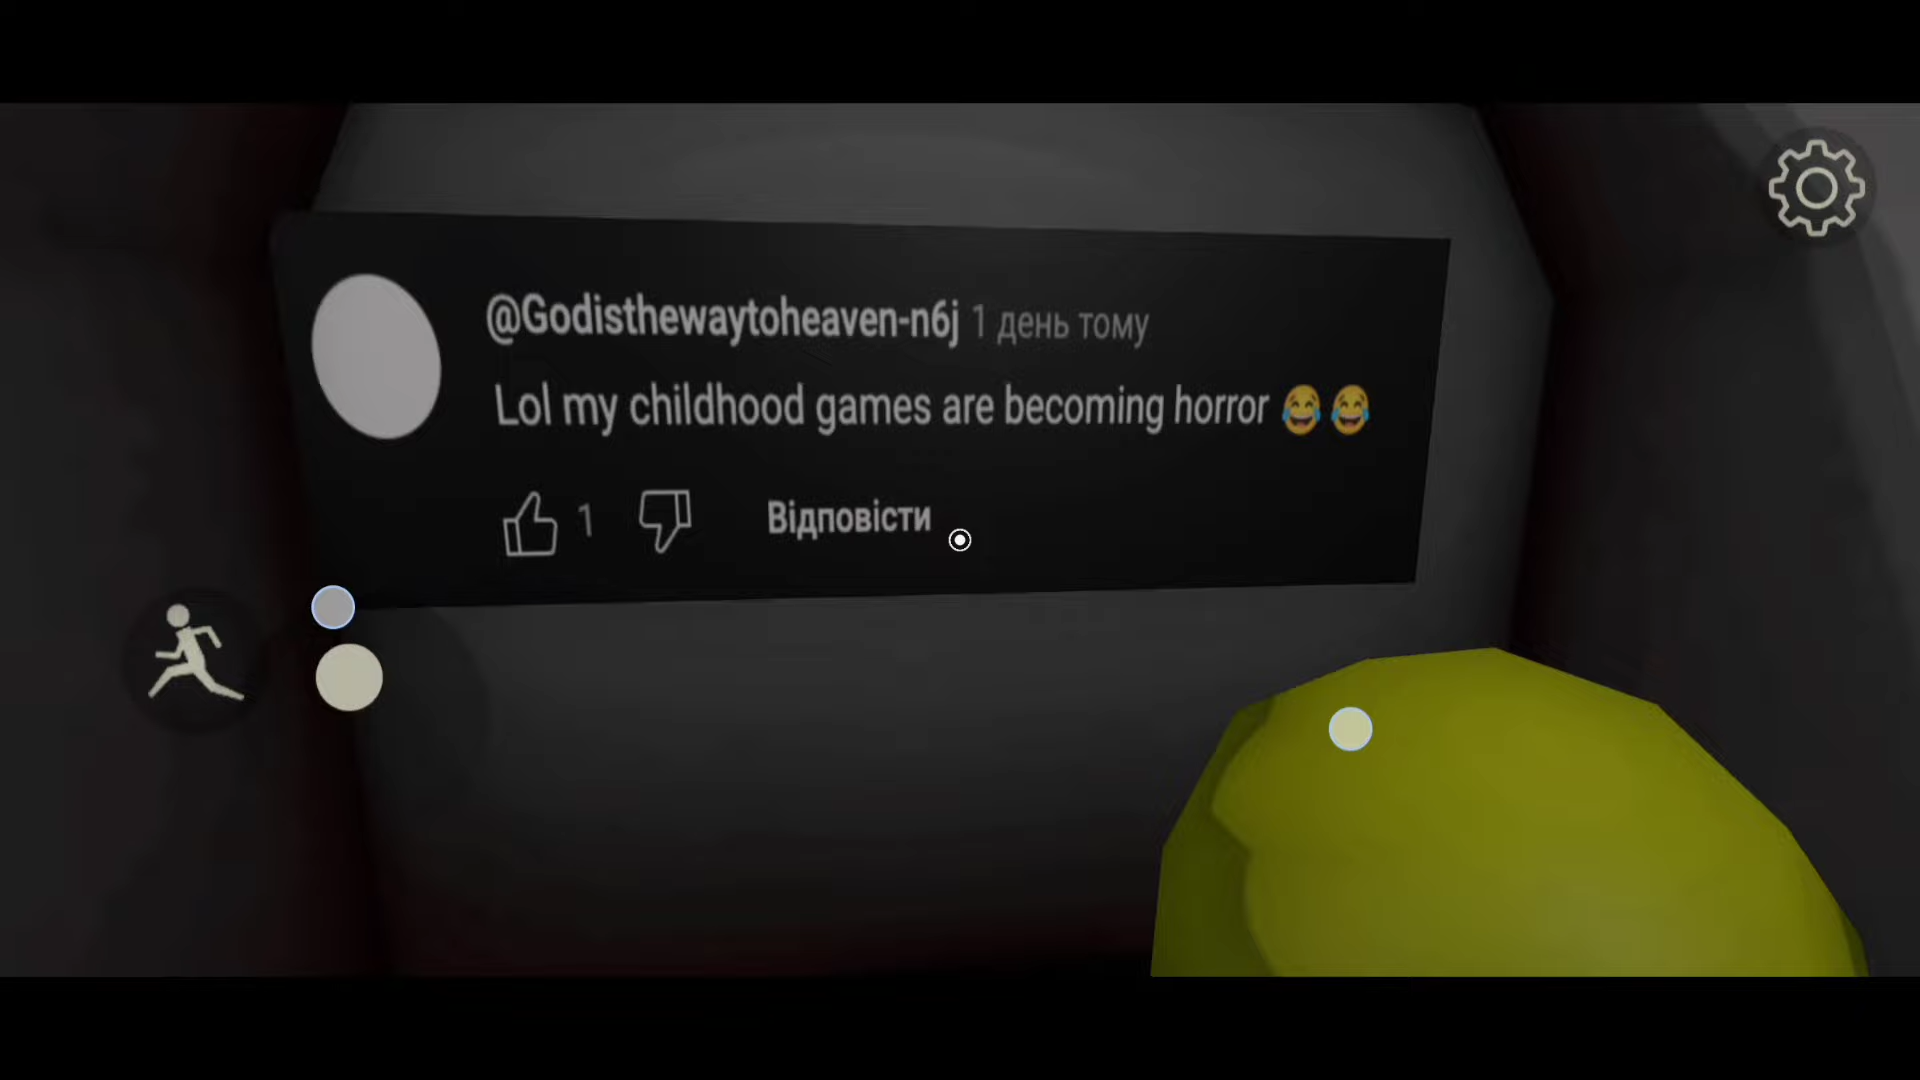 @Godisthewaytoheaven-n6j 1 день тому
Lol my childhood games are becoming horror 😂😂
1 Відповісти